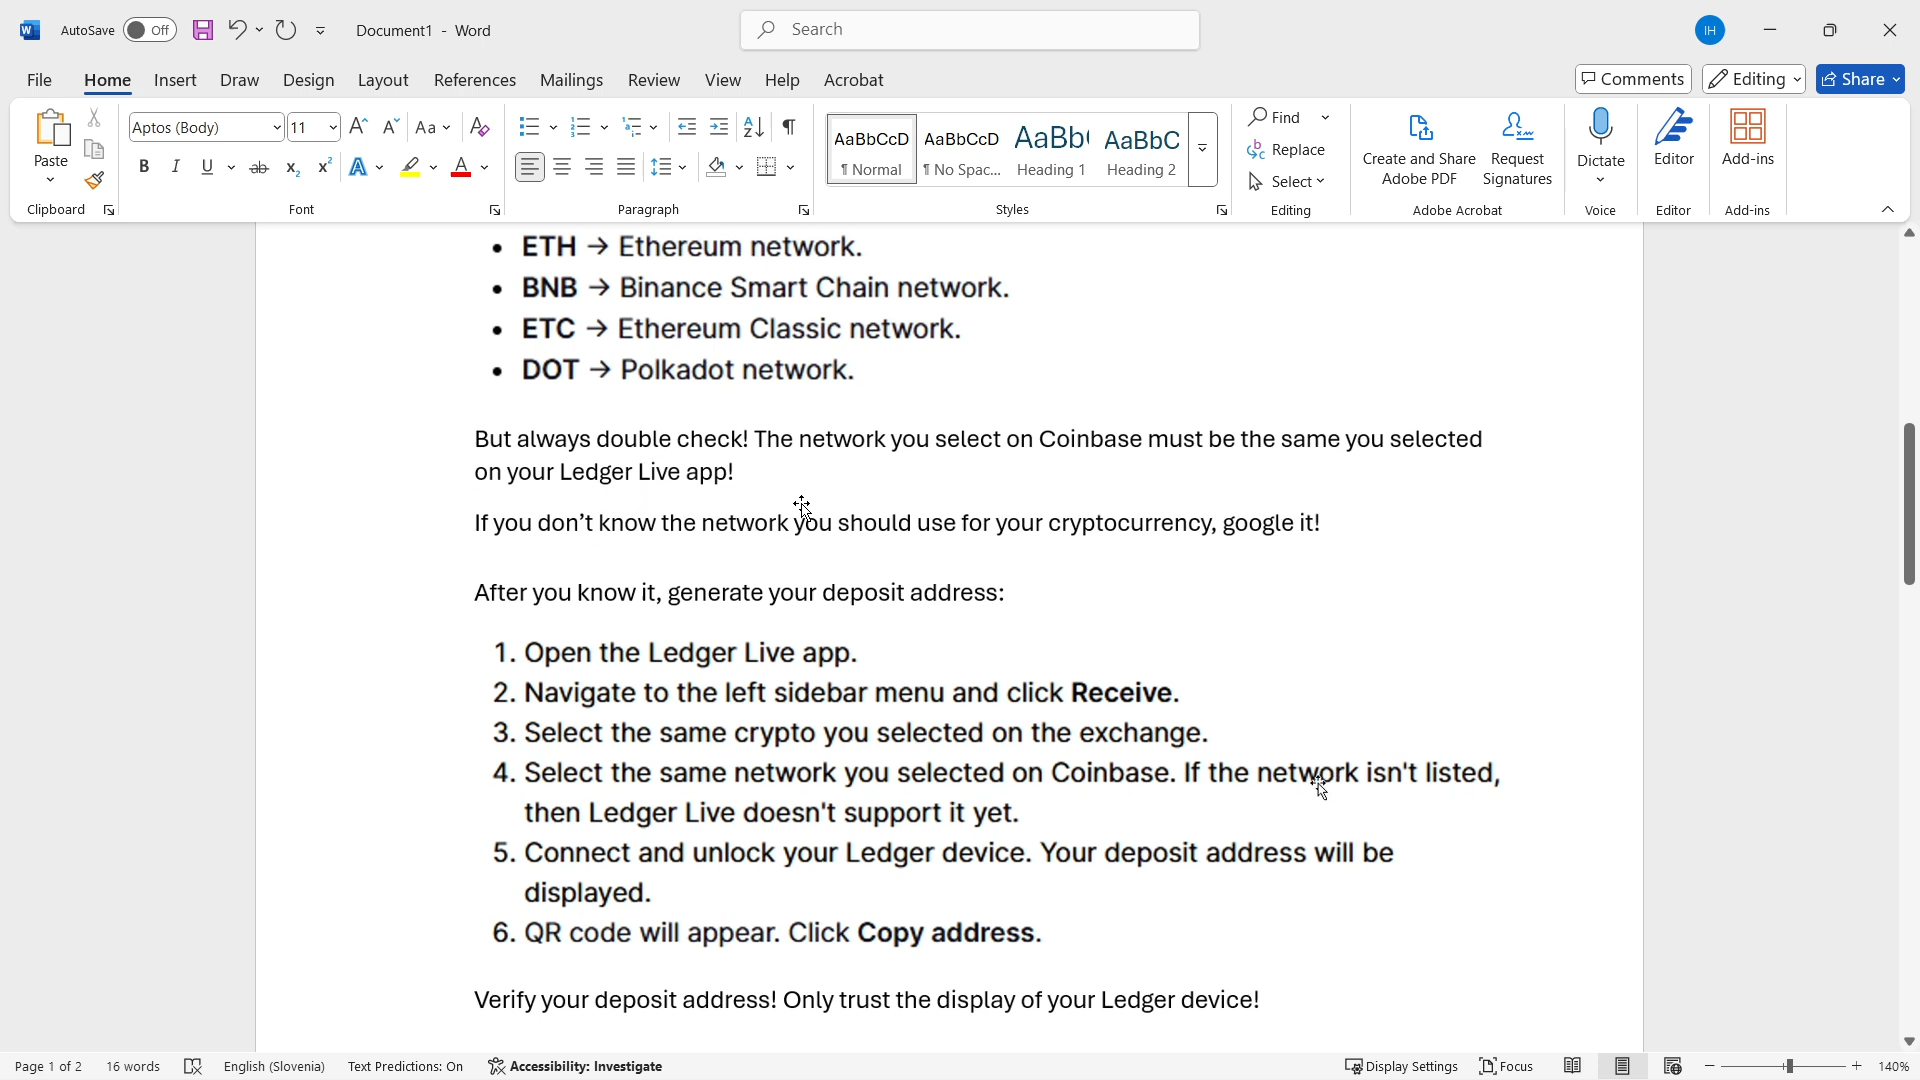 AutoSave Off Document1 - Word Search IH
File Home Insert Draw Design Layout References Mailings Review View Help Acrobat Comments Editing Share
Paste Aptos (Body) 11 Aa AaBbCcD AaBbCcD AaBb( AaBbC Find
¶ Normal ¶ No Spac... Heading 1 Heading 2 Replace
Select
Create and Share Adobe PDF Request Signatures Dictate Editor Add-ins
Clipboard Font Paragraph Styles Editing Adobe Acrobat Voice Editor Add-ins
• ETH → Ethereum network.
• BNB → Binance Smart Chain network.
• ETC → Ethereum Classic network.
• DOT → Polkadot network.
But always double check! The network you select on Coinbase must be the same you selected
on your Ledger Live app!
If you don’t know the network you should use for your cryptocurrency, google it!
After you know it, generate your deposit address:
1. Open the Ledger Live app.
2. Navigate to the left sidebar menu and click Receive.
3. Select the same crypto you selected on the exchange.
4. Select the same network you selected on Coinbase. If the network isn't listed,
then Ledger Live doesn't support it yet.
5. Connect and unlock your Ledger device. Your deposit address will be
displayed.
6. QR code will appear. Click Copy address.
Verify your deposit address! Only trust the display of your Ledger device!
Page 1 of 2 16 words English (Slovenia) Text Predictions: On Accessibility: Investigate Display Settings Focus 140%